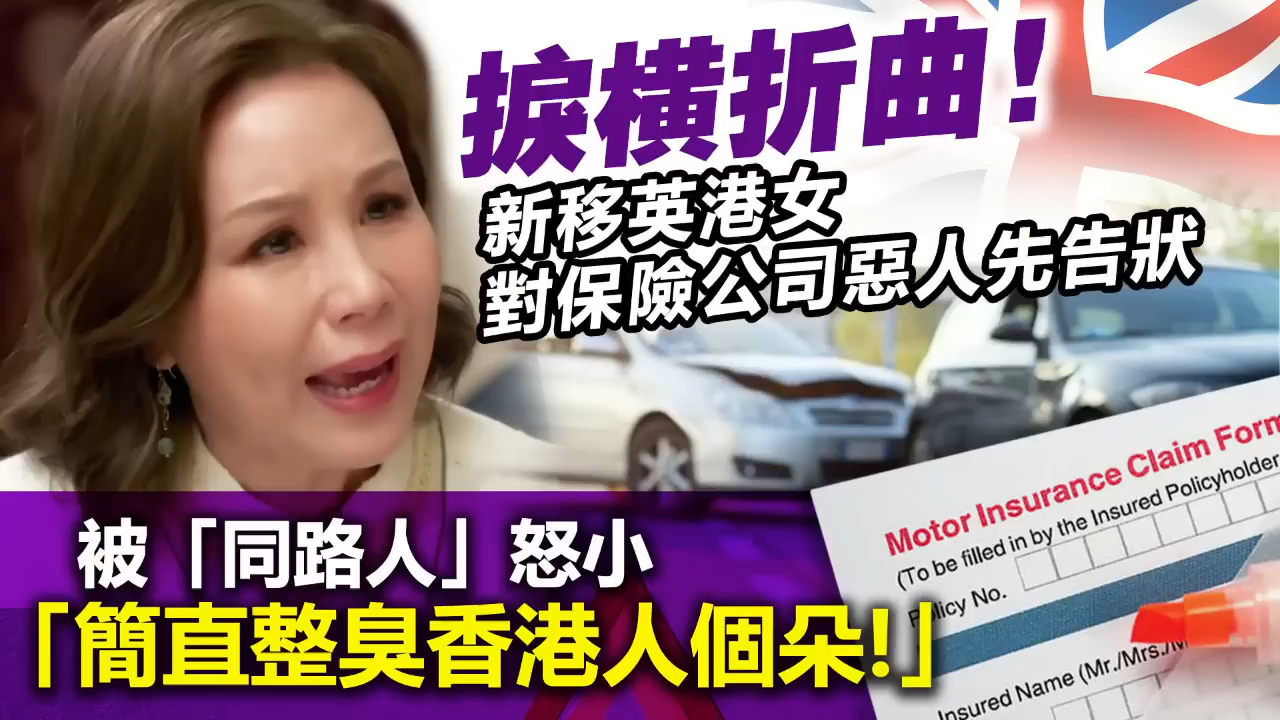 捩橫折曲!
新移英港女
對保險公司惡人先告狀
Motor Insurance Claim Form
(To be filled in by the Insured Policyholder
Policy No.
Insured Name (Mr./Mrs./M
被「同路人」怒小
「簡直整臭香港人個朵!」